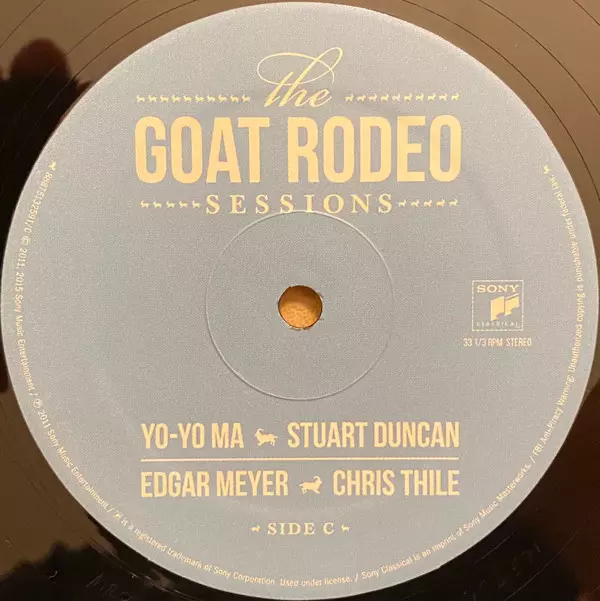 the
GOAT RODEO
SESSIONS
SONY
CLASSICAL
33 1/3 RPM STEREO
YO-YO MA STUART DUNCAN
EDGAR MEYER CHRIS THILE
SIDE C
88875132591/C © 2011, 2015 Sony Music Entertainment / ℗ 2011 Sony Music Entertainment / is a registered trademark of Sony Corporation. Used under license. / Sony Classical is an imprint of Sony Music Masterworks. / FBI Anti-Piracy Warning: Unauthorized copying is punishable under federal law.